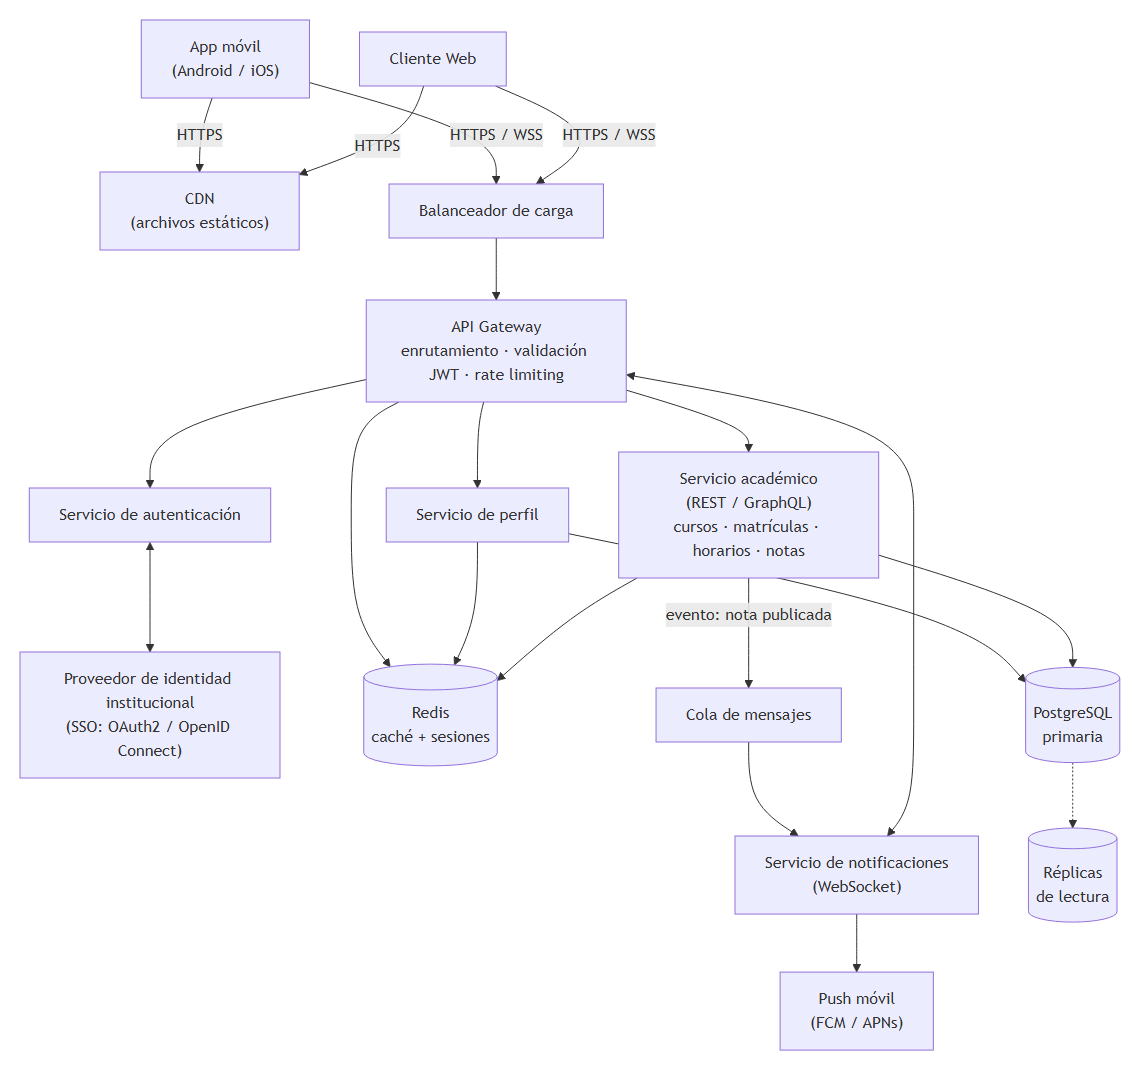 App móvil
(Android / iOS)
Cliente Web
HTTPS
HTTPS
HTTPS / WSS
HTTPS / WSS
CDN
(archivos estáticos)
Balanceador de carga
API Gateway
enrutamiento · validación
JWT · rate limiting
Servicio de autenticación
Servicio de perfil
Servicio académico
(REST / GraphQL)
cursos · matrículas ·
horarios · notas
evento: nota publicada
Proveedor de identidad
institucional
(SSO: OAuth2 / OpenID
Connect)
Redis
caché + sesiones
Cola de mensajes
PostgreSQL
primaria
Servicio de notificaciones
(WebSocket)
Réplicas
de lectura
Push móvil
(FCM / APNs)